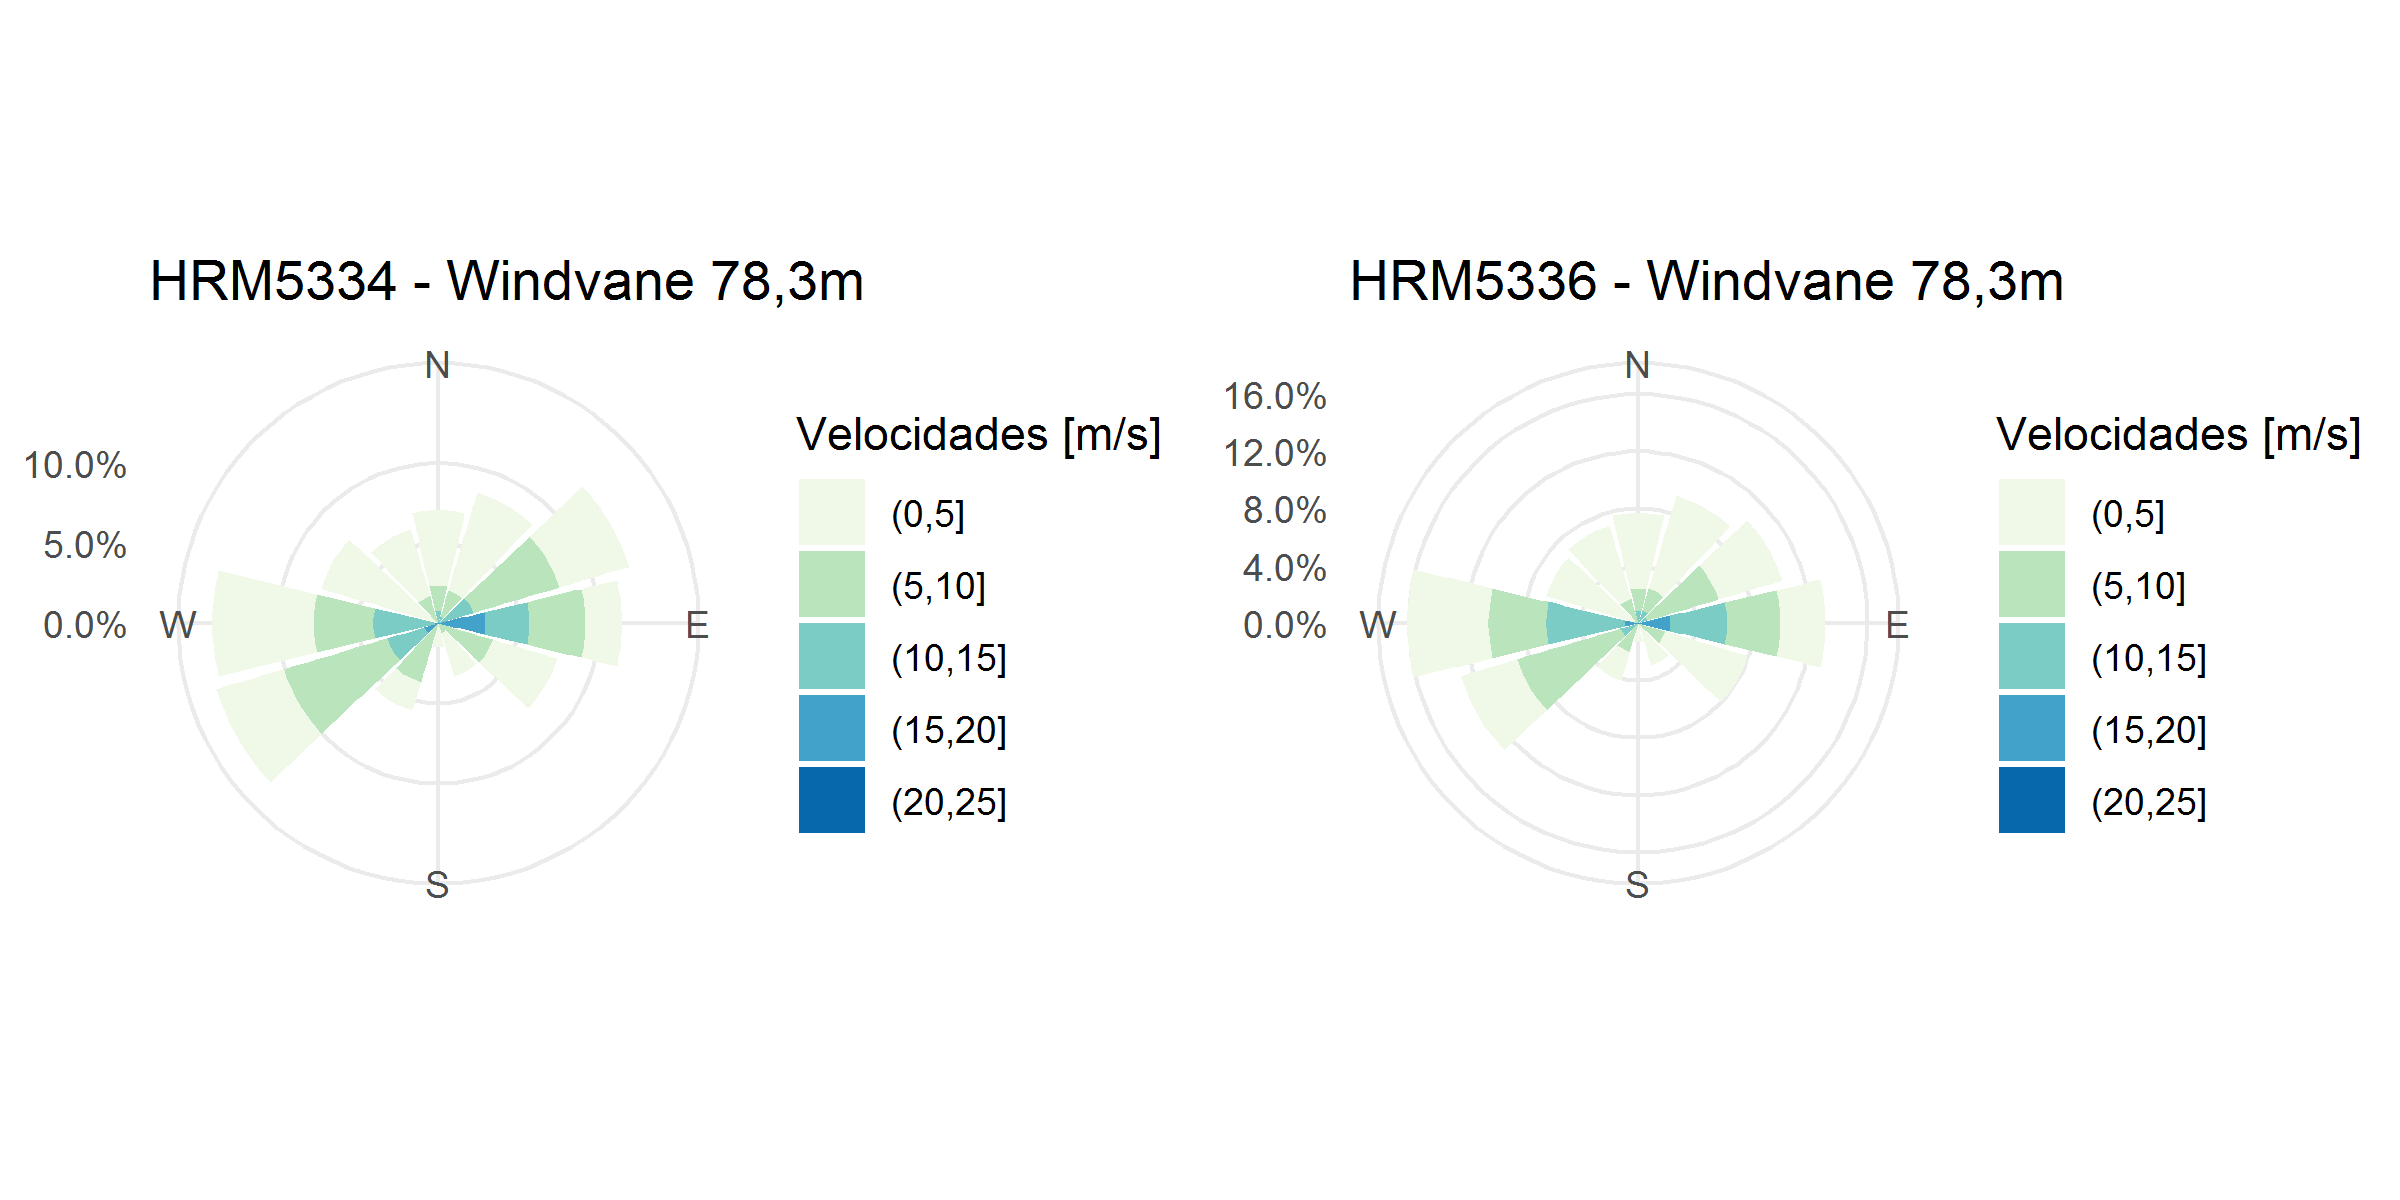 HRM5334 - Windvane 78,3m
N
10.0%
5.0%
0.0%
W
E
S
Velocidades [m/s]
(0,5]
(5,10]
(10,15]
(15,20]
(20,25]
HRM5336 - Windvane 78,3m
N
16.0%
12.0%
8.0%
4.0%
0.0%
W
E
S
Velocidades [m/s]
(0,5]
(5,10]
(10,15]
(15,20]
(20,25]